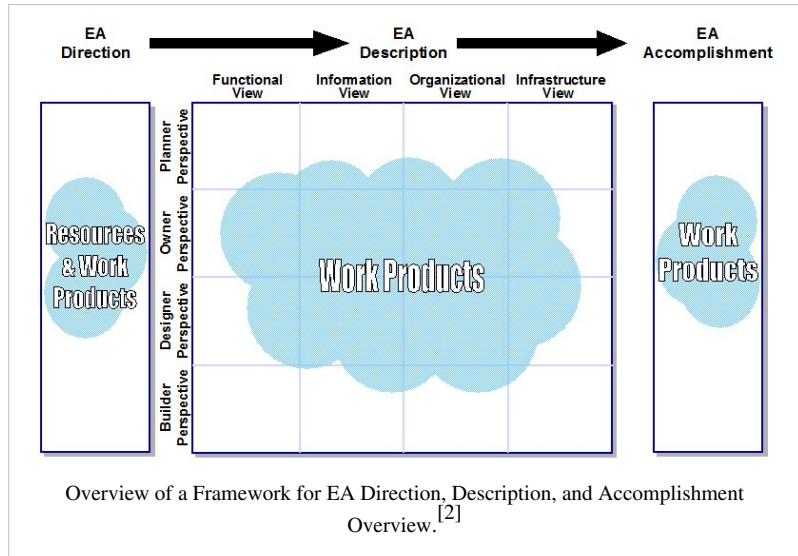 EA
Direction
EA
Description
EA
Accomplishment
Functional
View
Information
View
Organizational
View
Infrastructure
View
Planner
Perspective
Owner
Perspective
Designer
Perspective
Builder
Perspective
Resources
& Work
Products
Work Products
Work
Products
Overview of a Framework for EA Direction, Description, and Accomplishment
Overview.[2]